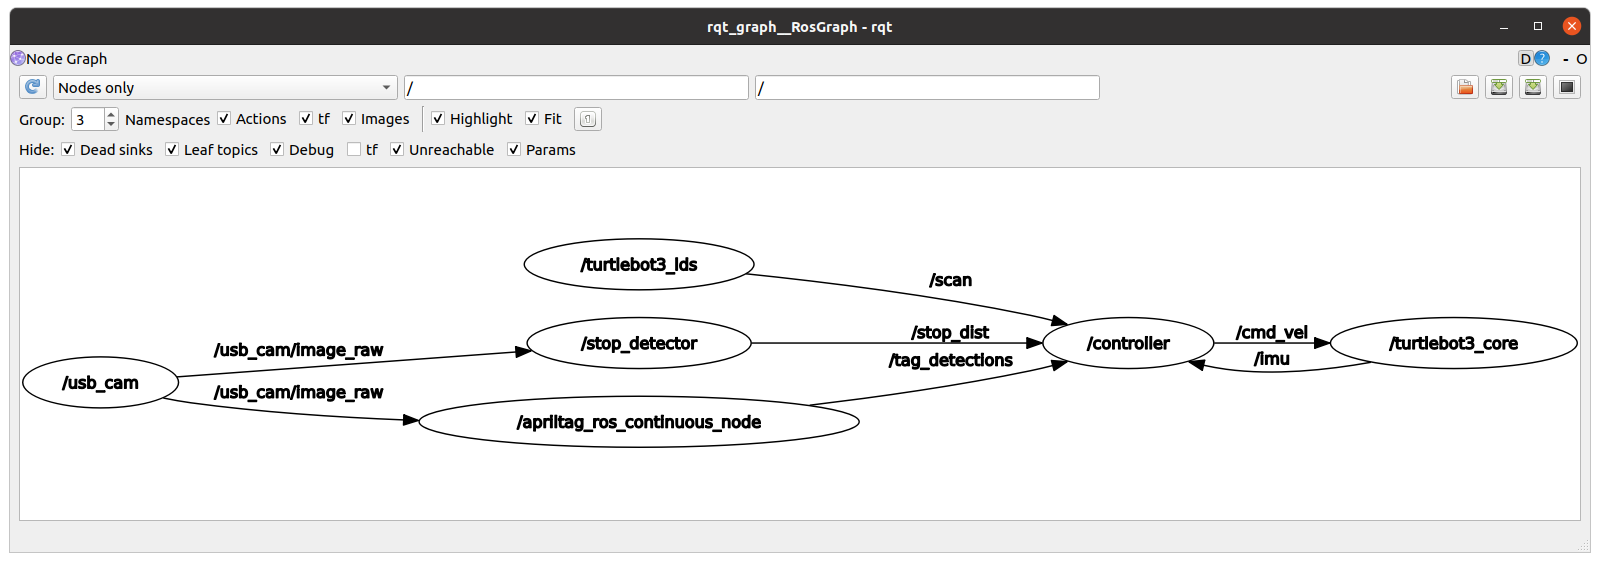 rqt_graph__RosGraph - rqt
Node Graph
D ? - O
Nodes only / /
Group: 3 Namespaces Actions tf Images Highlight Fit
Hide: Dead sinks Leaf topics Debug tf Unreachable Params
/turtlebot3_lds
/scan
/stop_detector
/stop_dist
/controller
/cmd_vel
/turtlebot3_core
/imu
/usb_cam/image_raw
/tag_detections
/usb_cam
/usb_cam/image_raw
/apriltag_ros_continuous_node